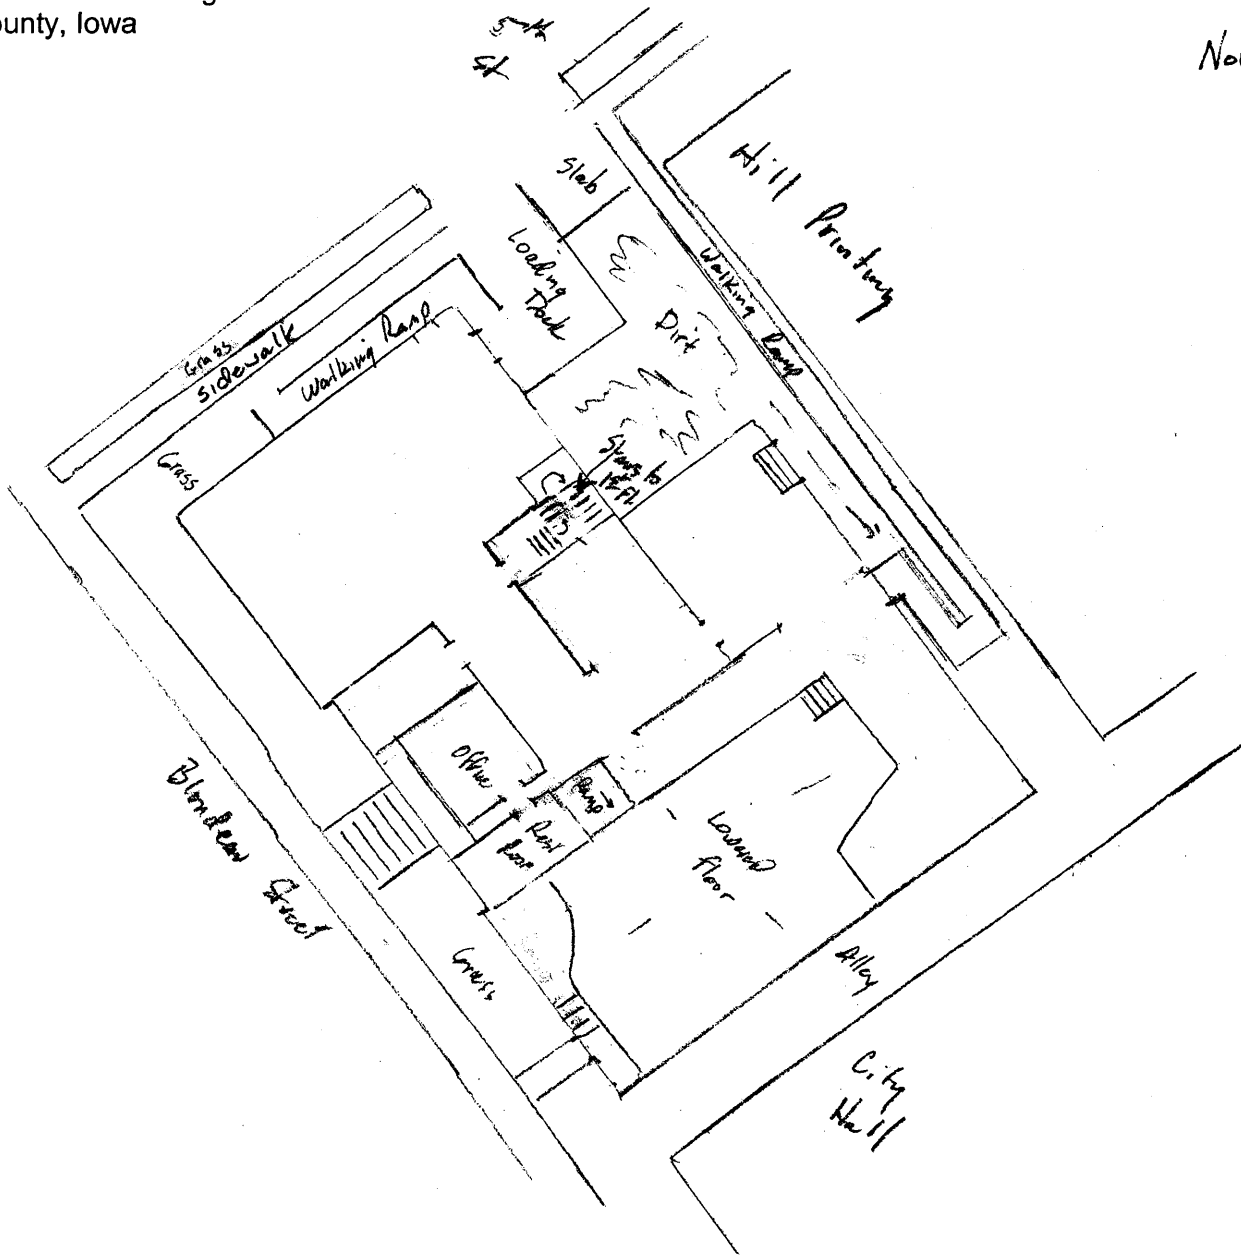 ounty, Iowa
5th
St
Hill Printing
Slab
Loading
Dock
Walking Ramp
Dirt
Grass
sidewalk
Walking Ramp
Grass
Stairs to
1st Fl.
Office
Rest
Room
Ramp →
Lowered
floor
Blondeau Street
Grass
Alley
City
Hall